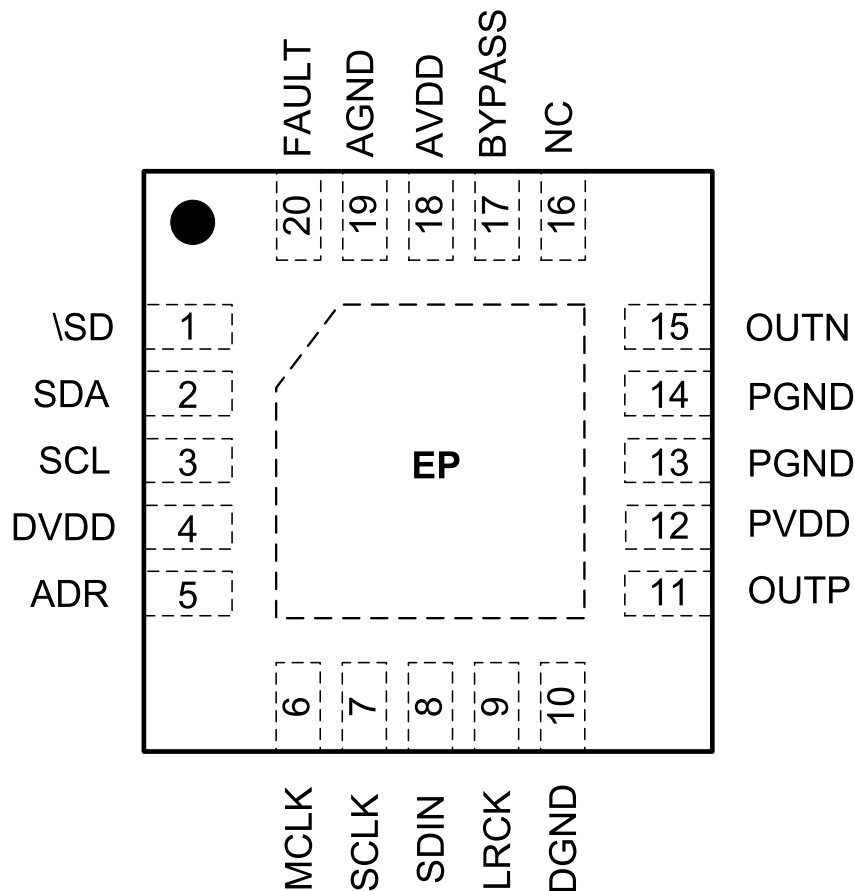 FAULT
AGND
AVDD
BYPASS
NC
20
19
18
17
16
\SD 1
15 OUTN
SDA 2
14 PGND
SCL 3
EP
13 PGND
DVDD 4
12 PVDD
ADR 5
11 OUTP
6
7
8
9
10
MCLK
SCLK
SDIN
LRCK
DGND